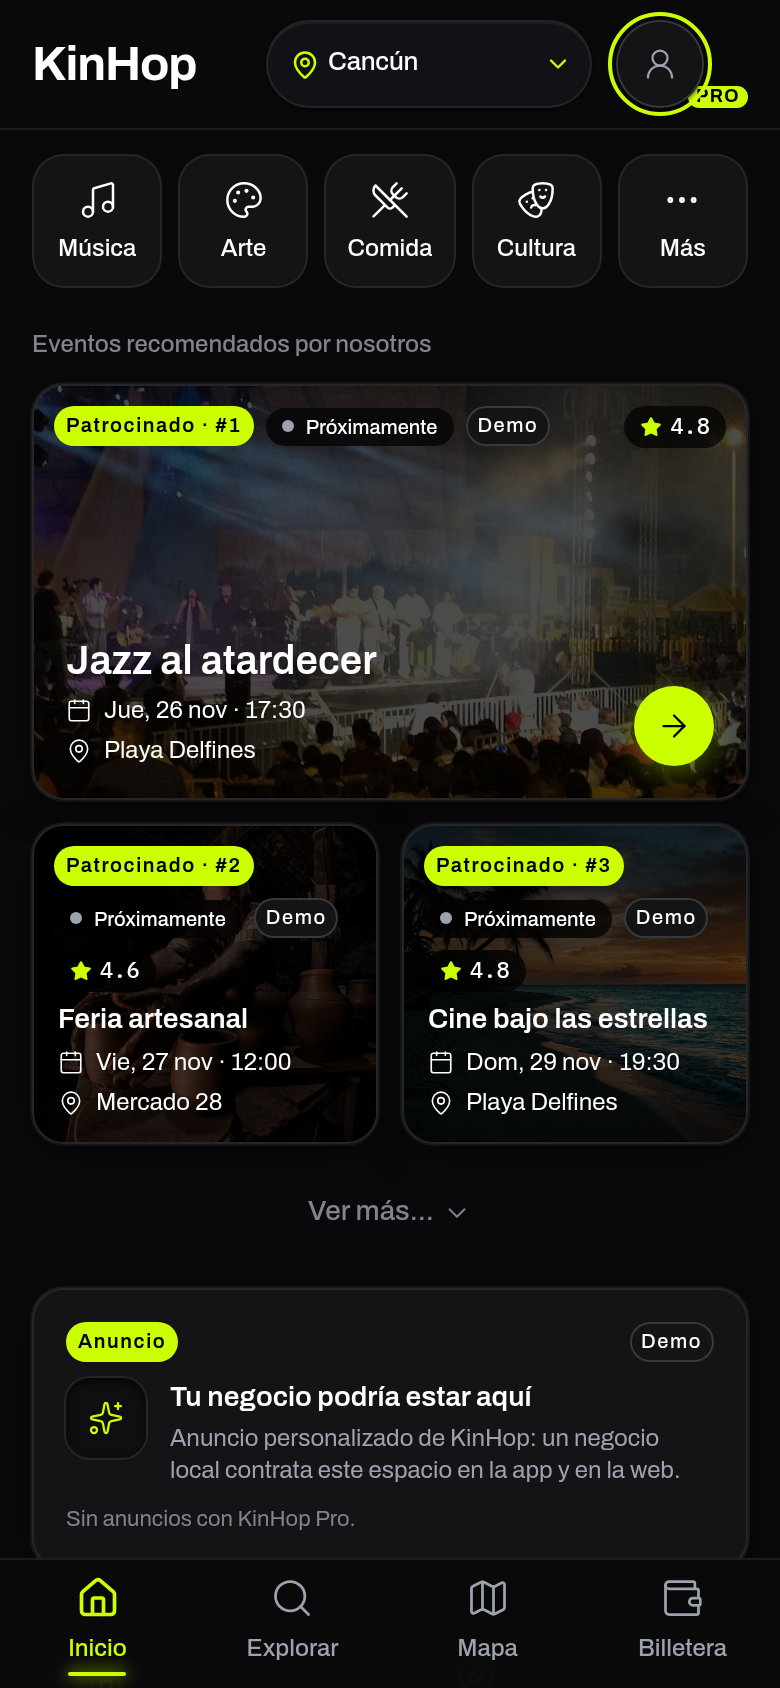 KinHop
Cancún
PRO
Música
Arte
Comida
Cultura
Más
Eventos recomendados por nosotros
Patrocinado · #1
Próximamente
Demo
4.8
Jazz al atardecer
Jue, 26 nov · 17:30
Playa Delfines
Patrocinado · #2
Próximamente
Demo
4.6
Feria artesanal
Vie, 27 nov · 12:00
Mercado 28
Patrocinado · #3
Próximamente
Demo
4.8
Cine bajo las estrellas
Dom, 29 nov · 19:30
Playa Delfines
Ver más...
Anuncio
Demo
Tu negocio podría estar aquí
Anuncio personalizado de KinHop: un negocio
local contrata este espacio en la app y en la web.
Sin anuncios con KinHop Pro.
Inicio
Explorar
Mapa
Billetera